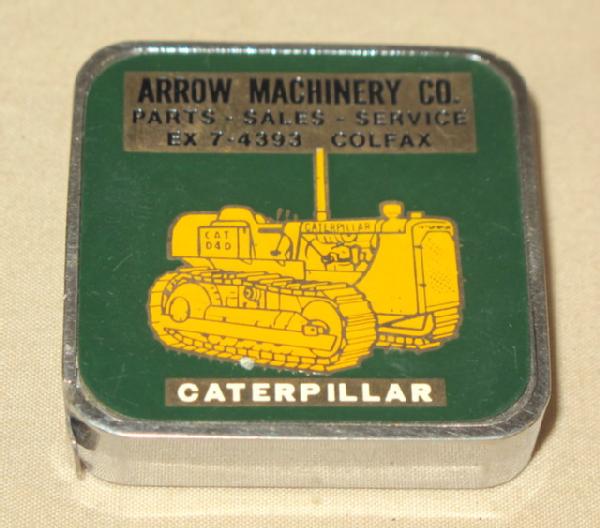 ARROW MACHINERY CO.
PARTS - SALES - SERVICE
EX 7-4393 COLFAX
CATERPILLAR
CAT
D4D
CATERPILLAR